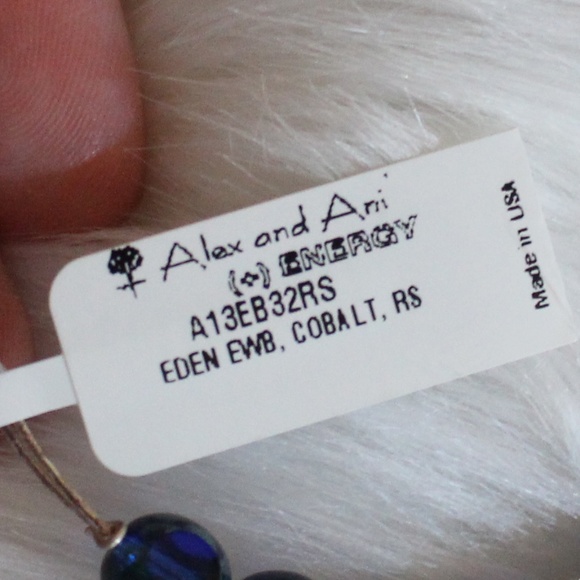 Alex and Ani
(+) ENERGY
A13EB32RS
EDEN EWB, COBALT, RS
Made in USA